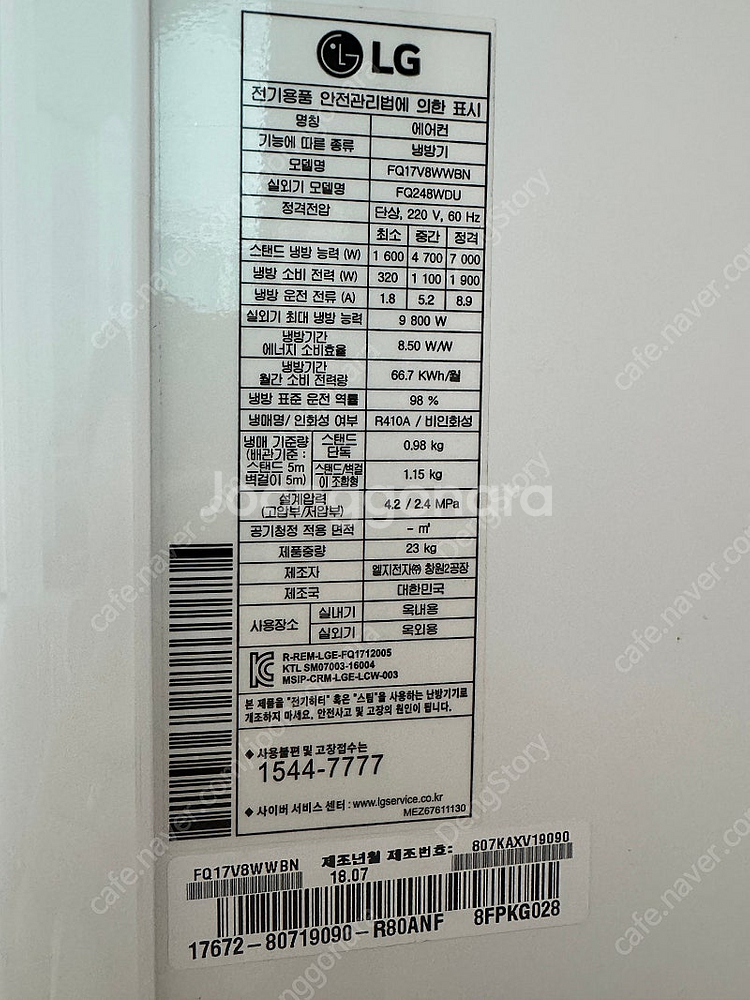 LG
전기용품 안전관리법에 의한 표시
명칭 에어컨
기능에 따른 종류 냉방기
모델명 FQ17V8WWBN
실외기 모델명 FQ248WDU
정격전압 단상, 220 V, 60 Hz
최소 중간 정격
스탠드 냉방 능력 (W) 1 600 4 700 7 000
냉방 소비 전력 (W) 320 1 100 1 900
냉방 운전 전류 (A) 1.8 5.2 8.9
실외기 최대 냉방 능력 9 800 W
냉방기간
에너지 소비효율 8.50 W/W
냉방기간
월간 소비 전력량 66.7 KWh/월
냉방 표준 운전 역률 98 %
냉매명/ 인화성 여부 R410A / 비인화성
냉매 기준량
(배관기준 :
스탠드 5m
벽걸이 5m)
스탠드
단독 0.98 kg
스탠드/벽걸
이 조합형 1.15 kg
설계압력
(고압부/저압부) 4.2 / 2.4 MPa
공기청정 적용 면적 - ㎡
제품중량 23 kg
제조자 엘지전자㈜ 창원2공장
제조국 대한민국
사용장소 실내기 옥내용
실외기 옥외용
R-REM-LGE-FQ1712005
KTL SM07003-16004
MSIP-CRM-LGE-LCW-003
본 제품을 "전기히터" 혹은 "스팀"을 사용하는 난방기기로
개조하지 마세요. 안전사고 및 고장의 원인이 됩니다.
◆ 사용불편 및 고장접수는
1544-7777
◆ 사이버 서비스 센터 : www.lgservice.co.kr
MEZ67611130
FQ17V8WWBN 제조년월 제조번호: 807KAXV19090
18.07
17672-80719090-R80ANF 8FPKG028
Joonggonara
cafe.naver.com/joonggonara
DengStory